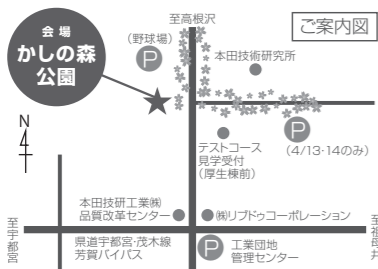 至高根沢
ご案内図
会場
かしの森
公園
(野球場)
P
本田技術研究所
N
4
テストコース
見学受付
(厚生棟前)
P
(4/13・14のみ)
本田技研工業㈱
品質改革センター
㈱リブドゥコーポレーション
至宇都宮
県道宇都宮・茂木線
芳賀バイパス
P
工業団地
管理センター
至祖母井